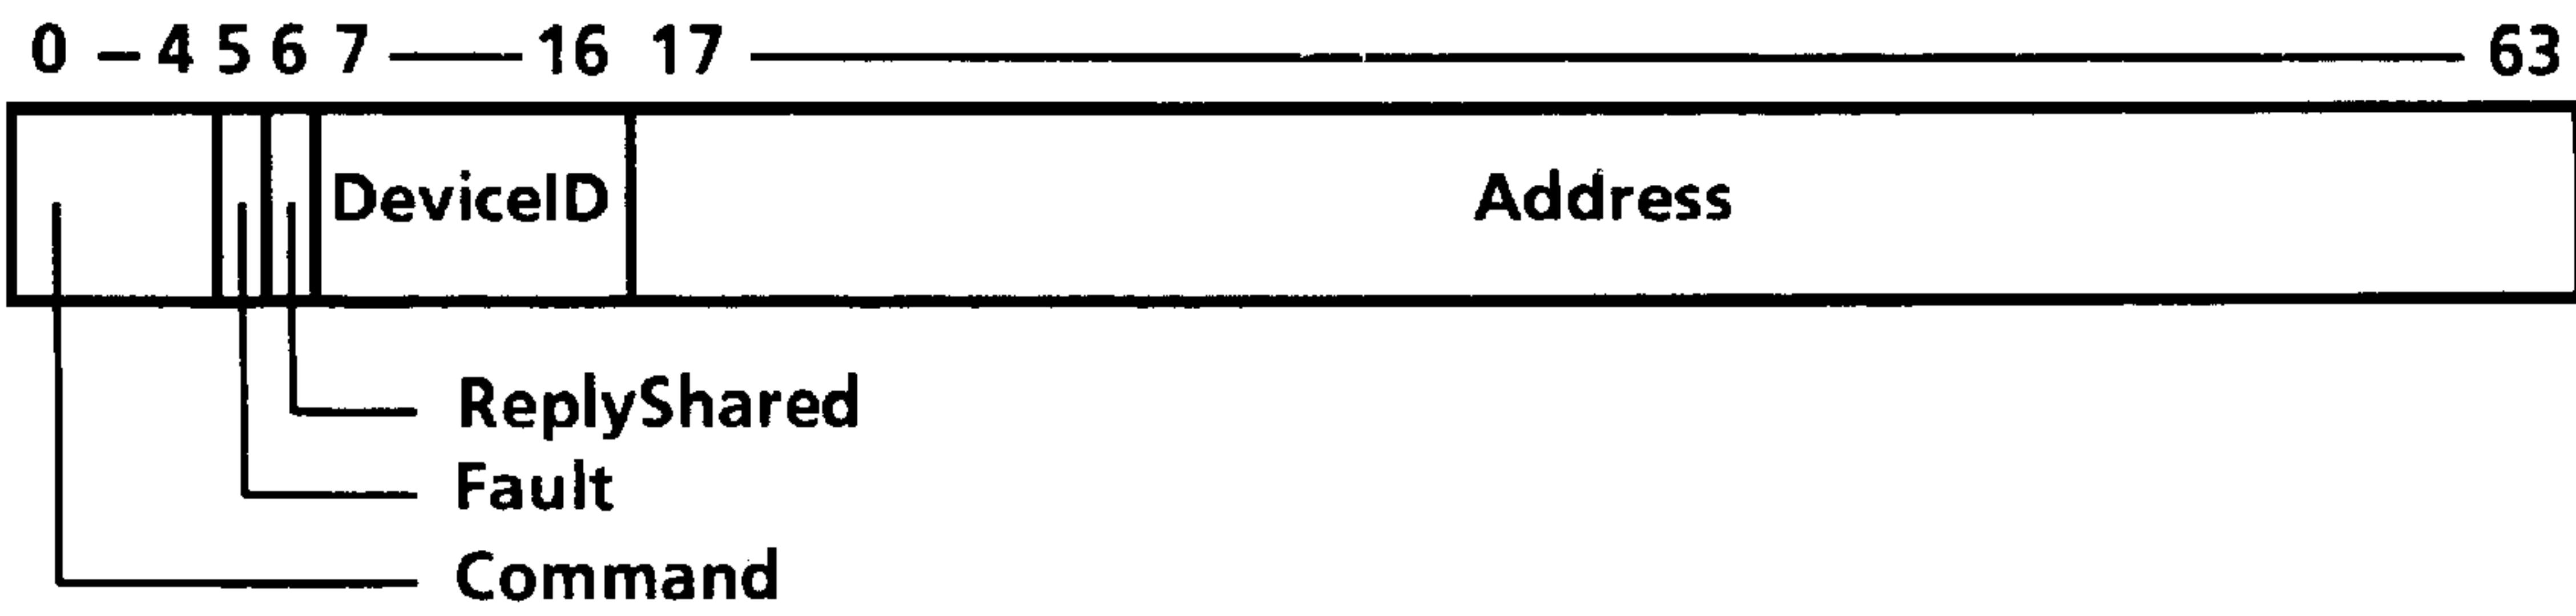 0 – 4 5 6 7 — 16 17 — 63
DeviceID Address
ReplyShared
Fault
Command